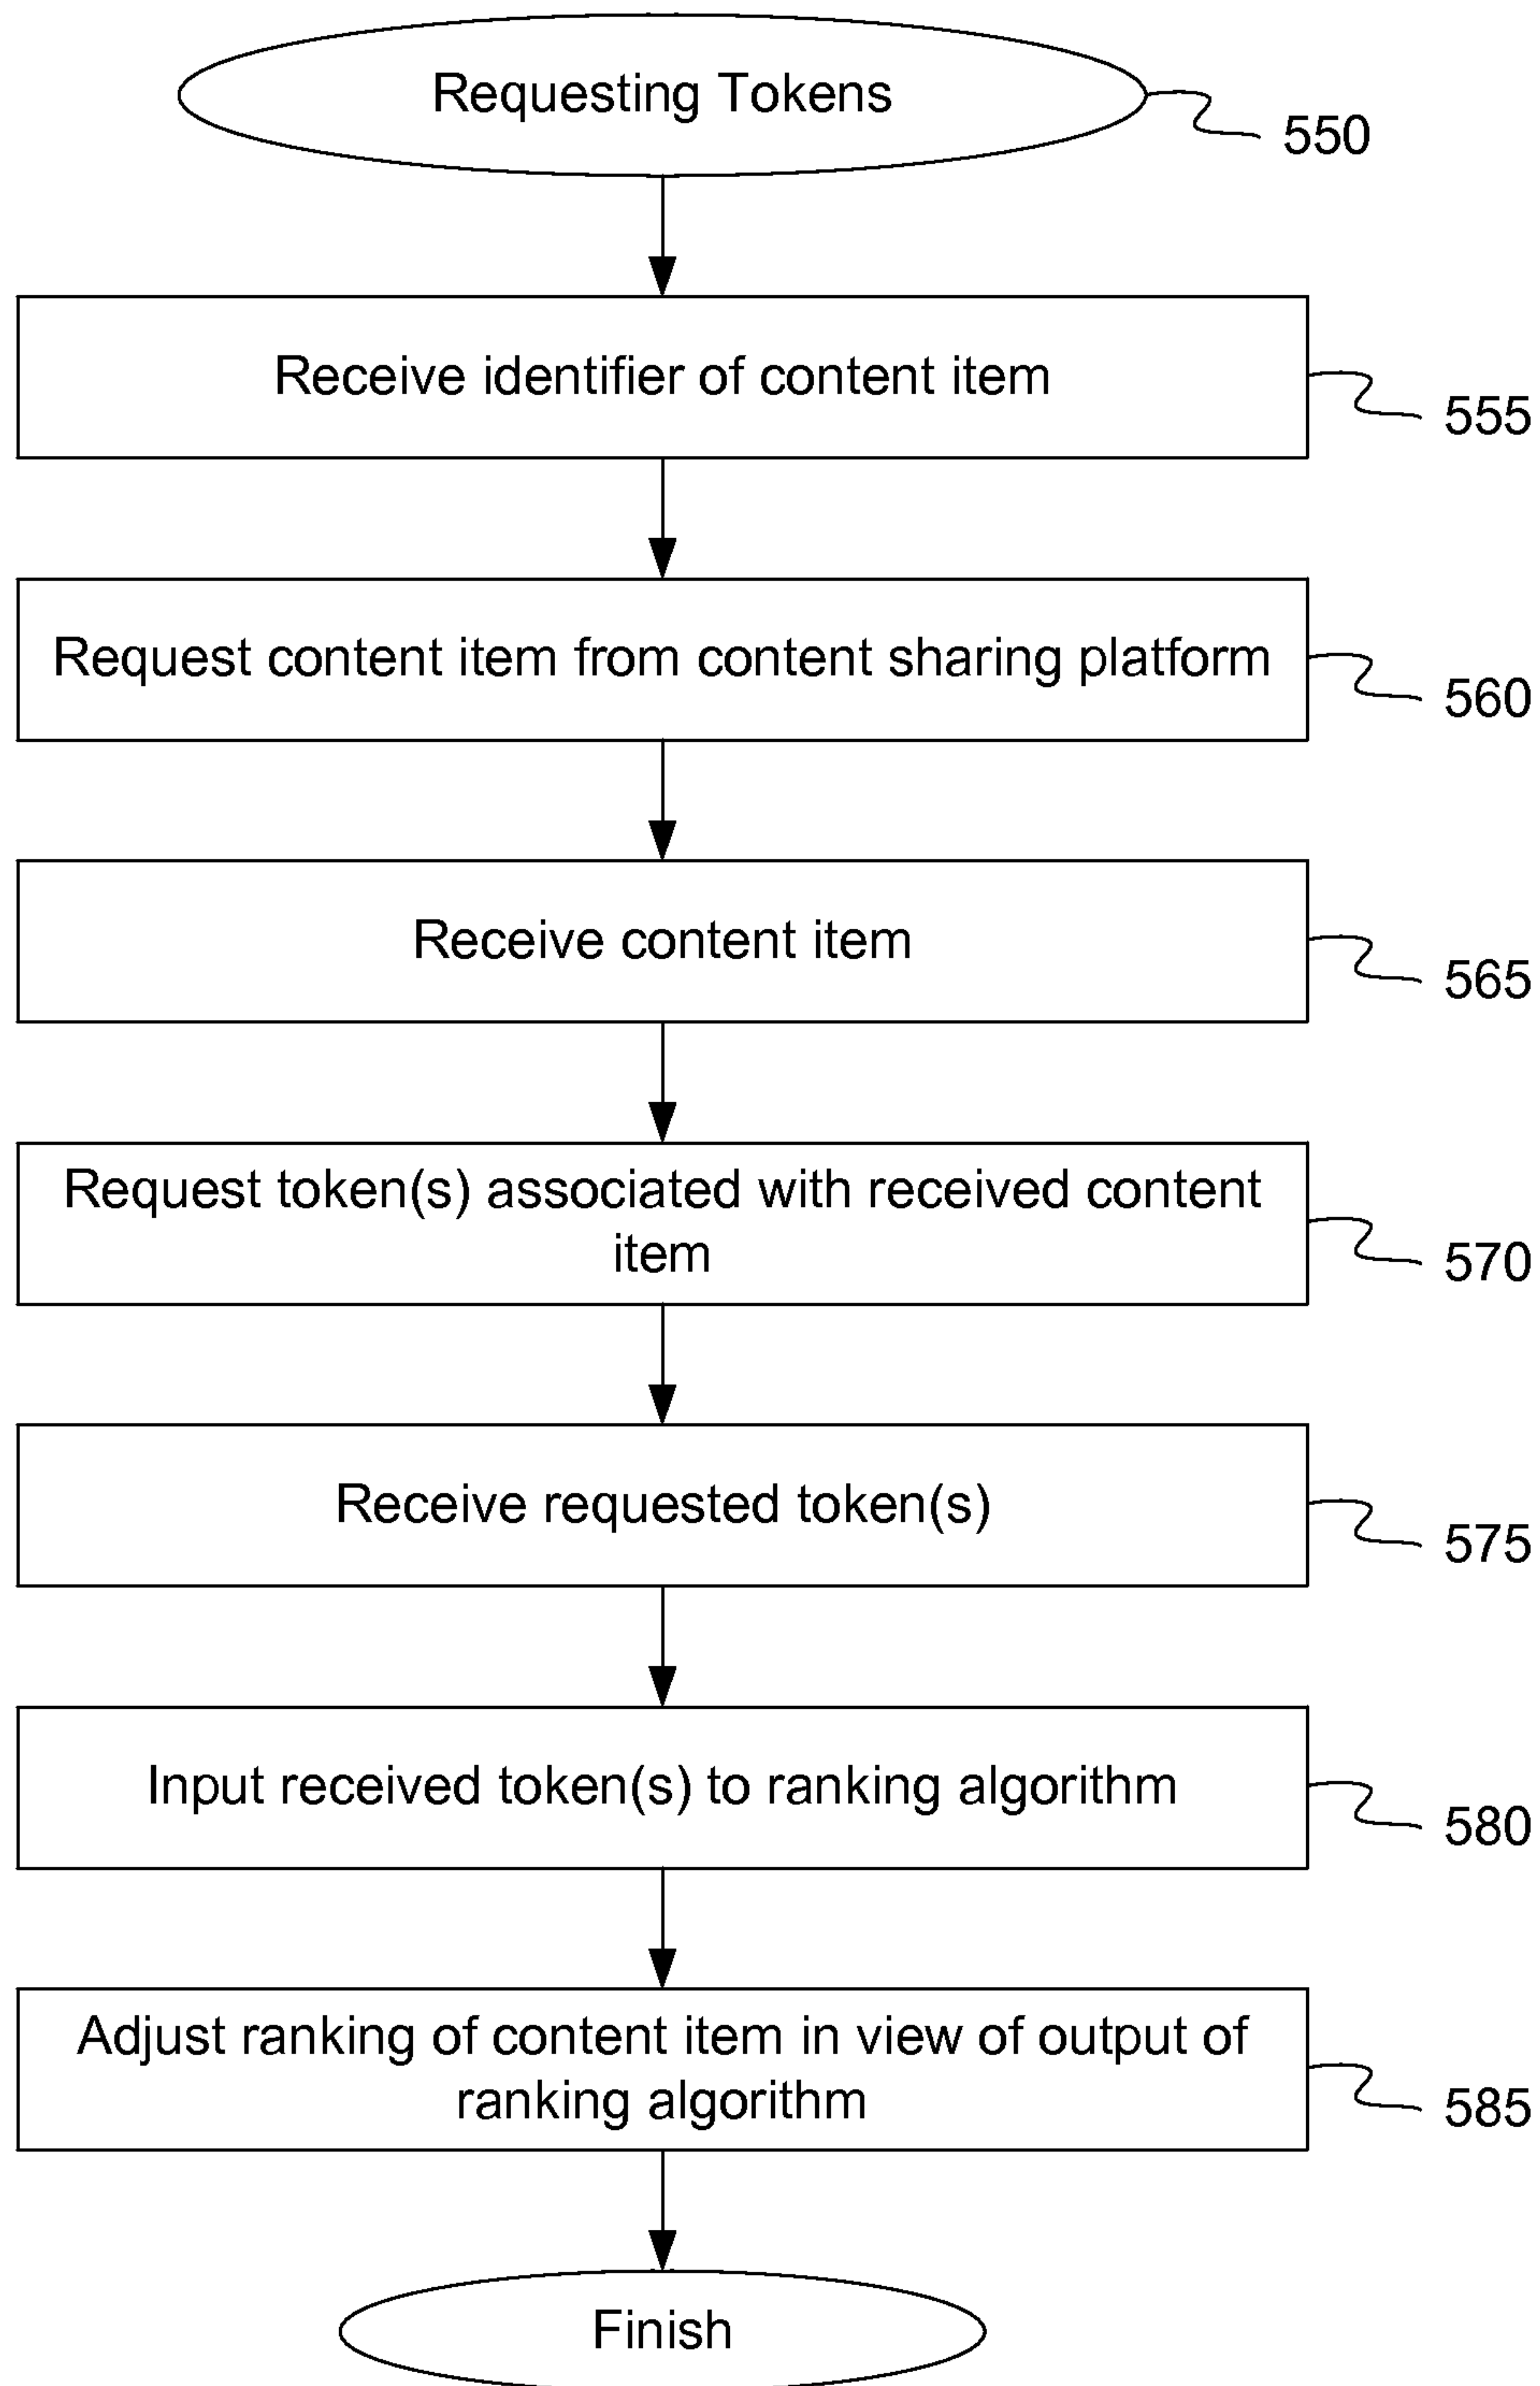 Requesting Tokens
550
Receive identifier of content item
555
Request content item from content sharing platform
560
Receive content item
565
Request token(s) associated with received content
item
570
Receive requested token(s)
575
Input received token(s) to ranking algorithm
580
Adjust ranking of content item in view of output of
ranking algorithm
585
Finish